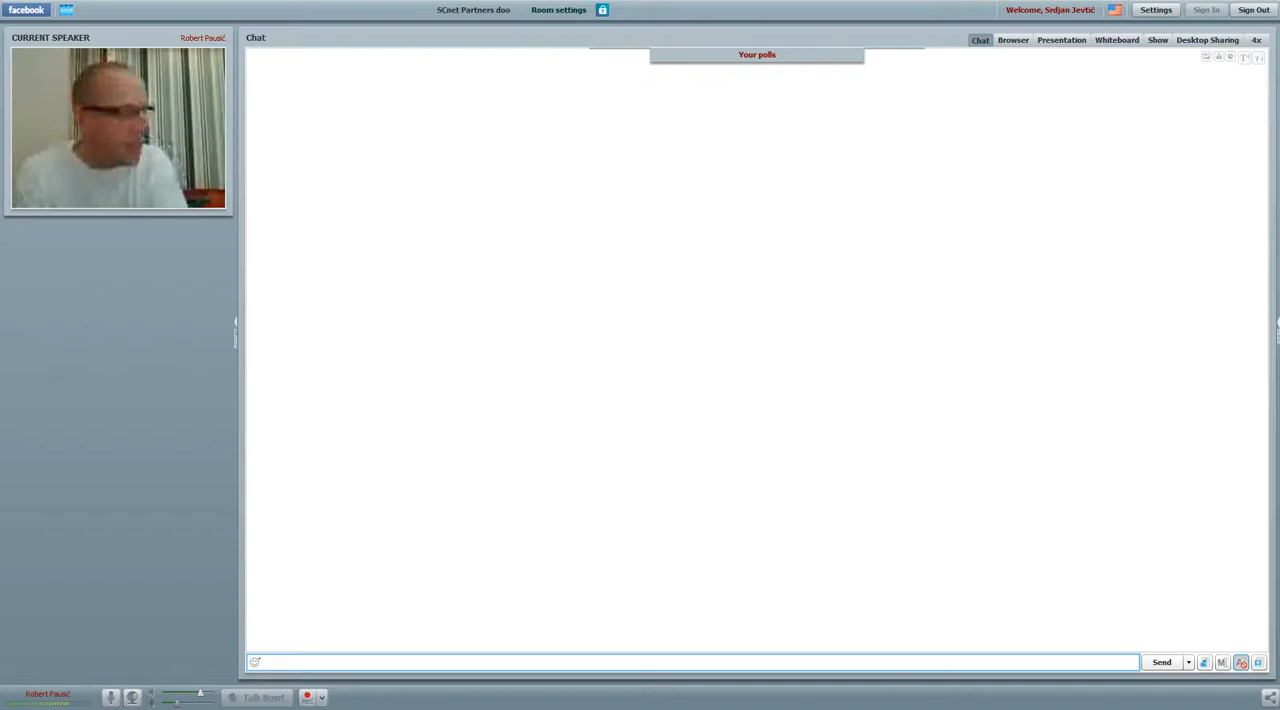 facebook
SCnet Partners doo
Room settings
Welcome, Srdjan Jevtić
Settings
Sign In
Sign Out
CURRENT SPEAKER
Robert Pausić
Chat
Chat
Browser
Presentation
Whiteboard
Show
Desktop Sharing
4x
Your polls
Send
Robert Pausić
Talk Now!
REC